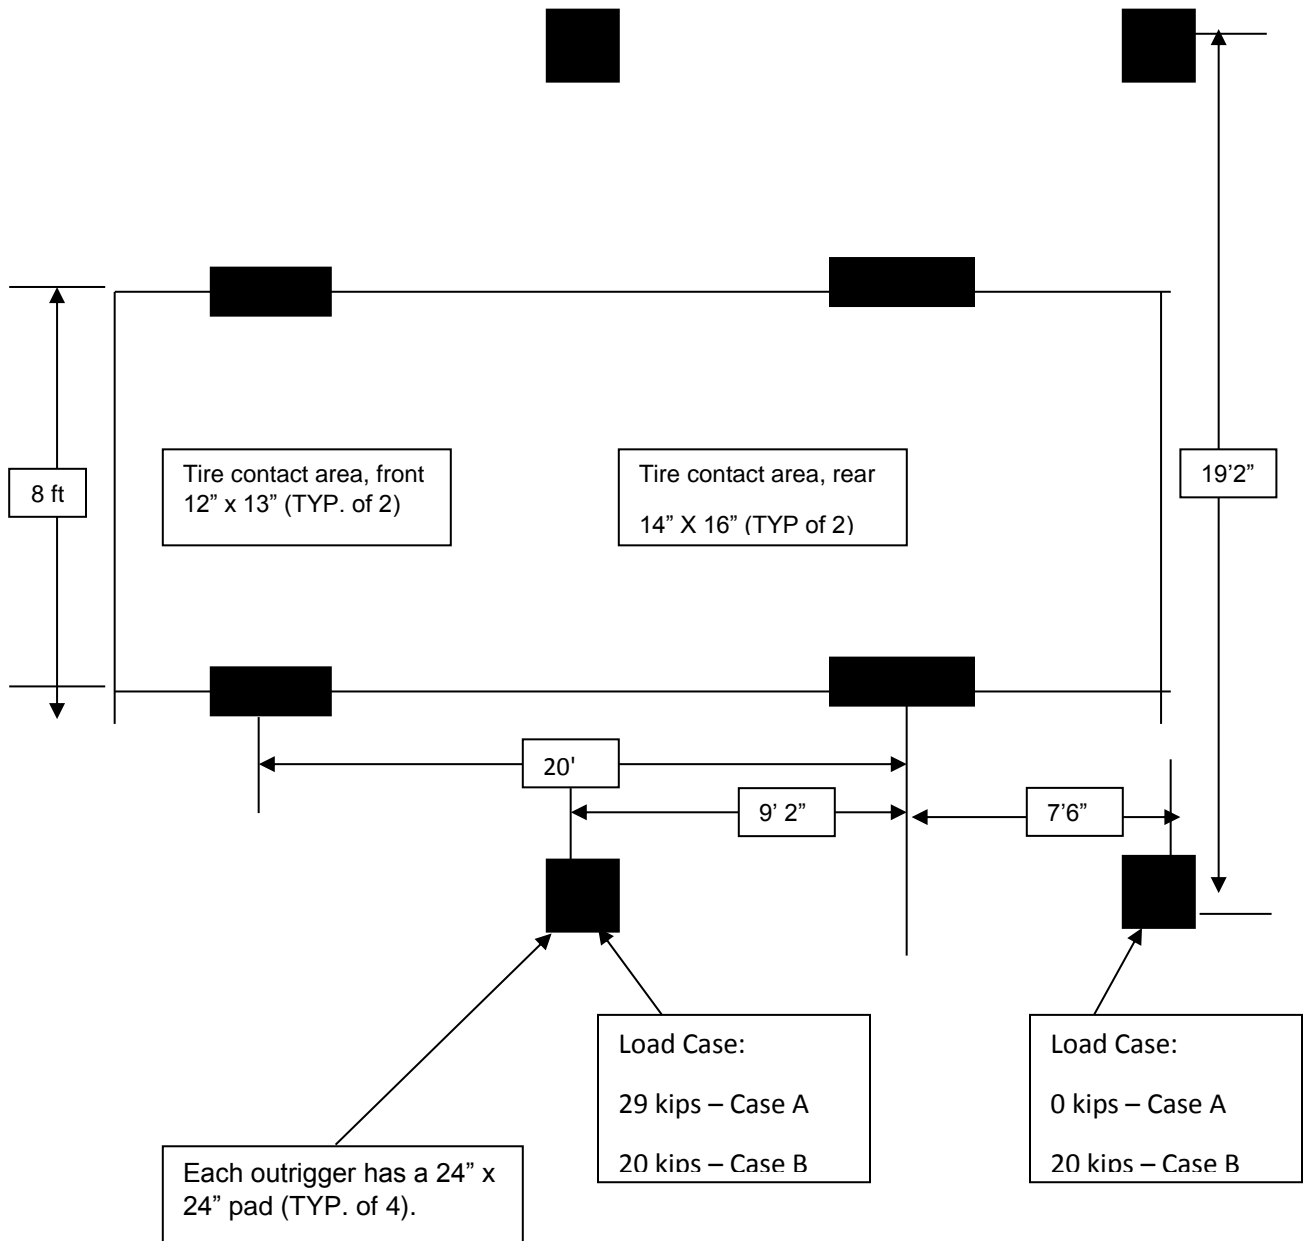 8 ft
Tire contact area, front
12” x 13” (TYP. of 2)
Tire contact area, rear
14” X 16” (TYP of 2)
19’2”
20'
9’ 2”
7’6”
Load Case:
29 kips – Case A
20 kips – Case B
Load Case:
0 kips – Case A
20 kips – Case B
Each outrigger has a 24” x
24” pad (TYP. of 4).